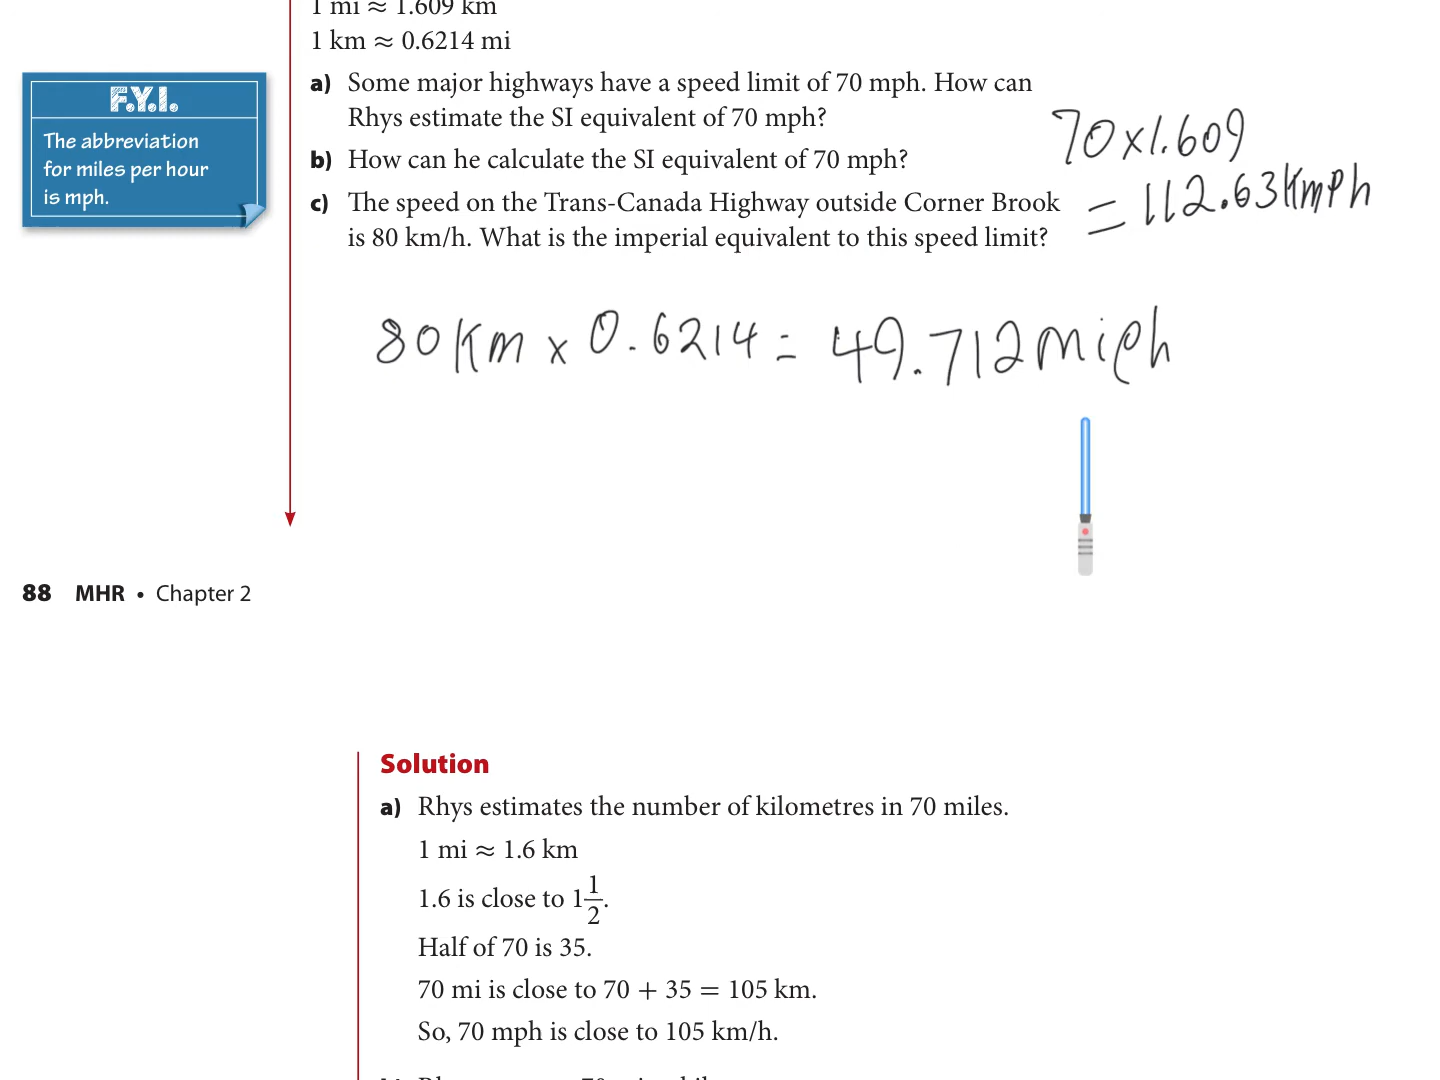 1 mi ≈ 1.609 km
1 km ≈ 0.6214 mi
F.Y.I.
The abbreviation
for miles per hour
is mph.
a) Some major highways have a speed limit of 70 mph. How can
Rhys estimate the SI equivalent of 70 mph?
b) How can he calculate the SI equivalent of 70 mph?
c) The speed on the Trans-Canada Highway outside Corner Brook
is 80 km/h. What is the imperial equivalent to this speed limit?
70x1.609
= 112.63Kmph
80Km x 0.6214 = 49.712miph
88 MHR • Chapter 2
Solution
a) Rhys estimates the number of kilometres in 70 miles.
1 mi ≈ 1.6 km
1.6 is close to 1 1/2.
Half of 70 is 35.
70 mi is close to 70 + 35 = 105 km.
So, 70 mph is close to 105 km/h.